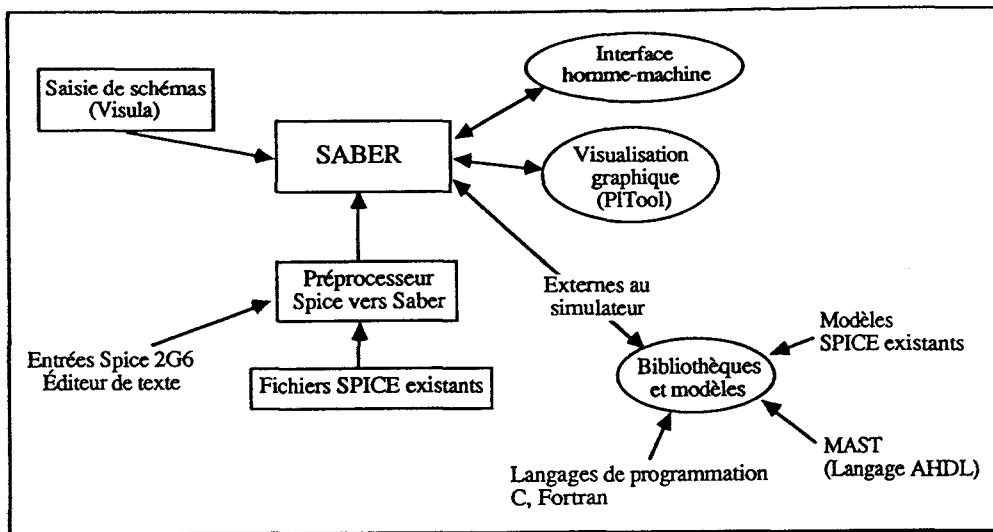 Interface
homme-machine
Saisie de schémas
(Visula)
SABER
Visualisation
graphique
(PlTool)
Préprocesseur
Spice vers Saber
Externes au
simulateur
Entrées Spice 2G6
Éditeur de texte
Fichiers SPICE existants
Modèles
SPICE existants
Bibliothèques
et modèles
MAST
(Langage AHDL)
Langages de programmation
C, Fortran